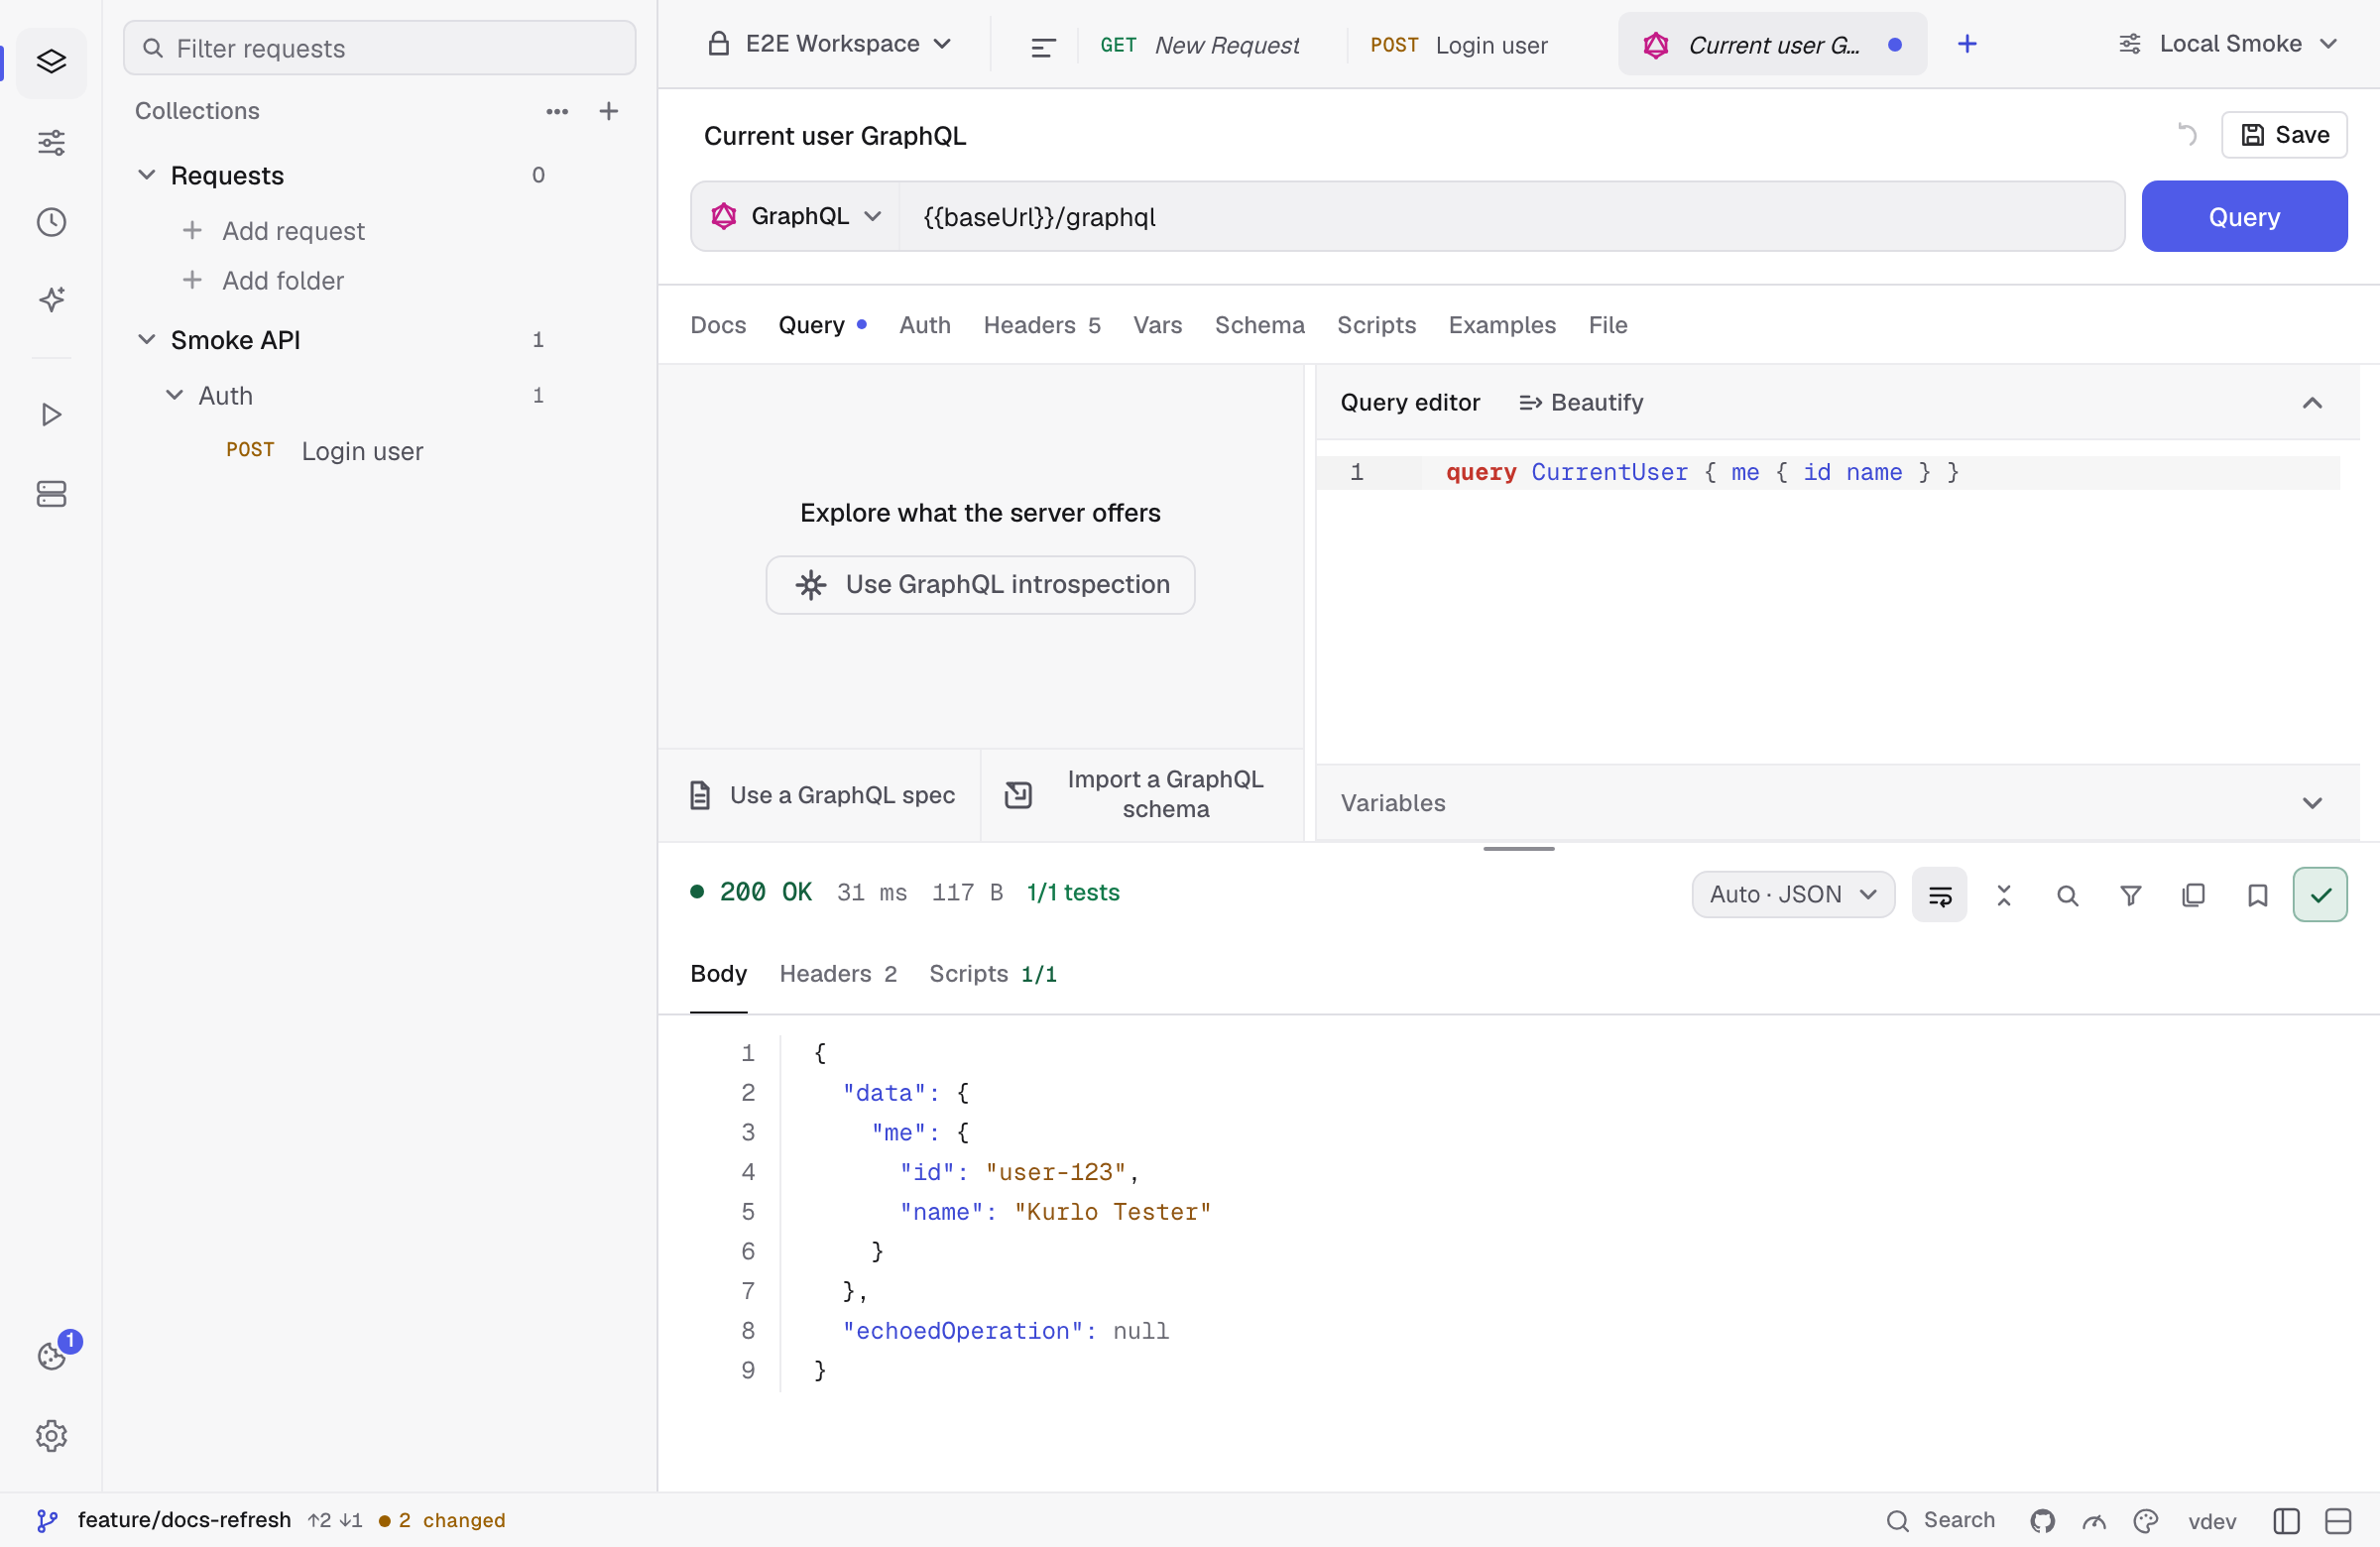 Filter requests
Collections
Requests 0
Add request
Add folder
Smoke API 1
Auth 1
POST Login user
1
E2E Workspace
GET New Request
POST Login user
Current user G...
Local Smoke
Current user GraphQL
Save
GraphQL
{{baseUrl}}/graphql
Query
Docs Query Auth Headers 5 Vars Schema Scripts Examples File
Explore what the server offers
Use GraphQL introspection
Use a GraphQL spec
Import a GraphQL
schema
Query editor Beautify
1 query CurrentUser { me { id name } }
Variables
200 OK 31 ms 117 B 1/1 tests
Auto · JSON
Body Headers 2 Scripts 1/1
1 {
2 "data": {
3 "me": {
4 "id": "user-123",
5 "name": "Kurlo Tester"
6 }
7 },
8 "echoedOperation": null
9 }
feature/docs-refresh ↑2 ↓1 2 changed
Search
vdev